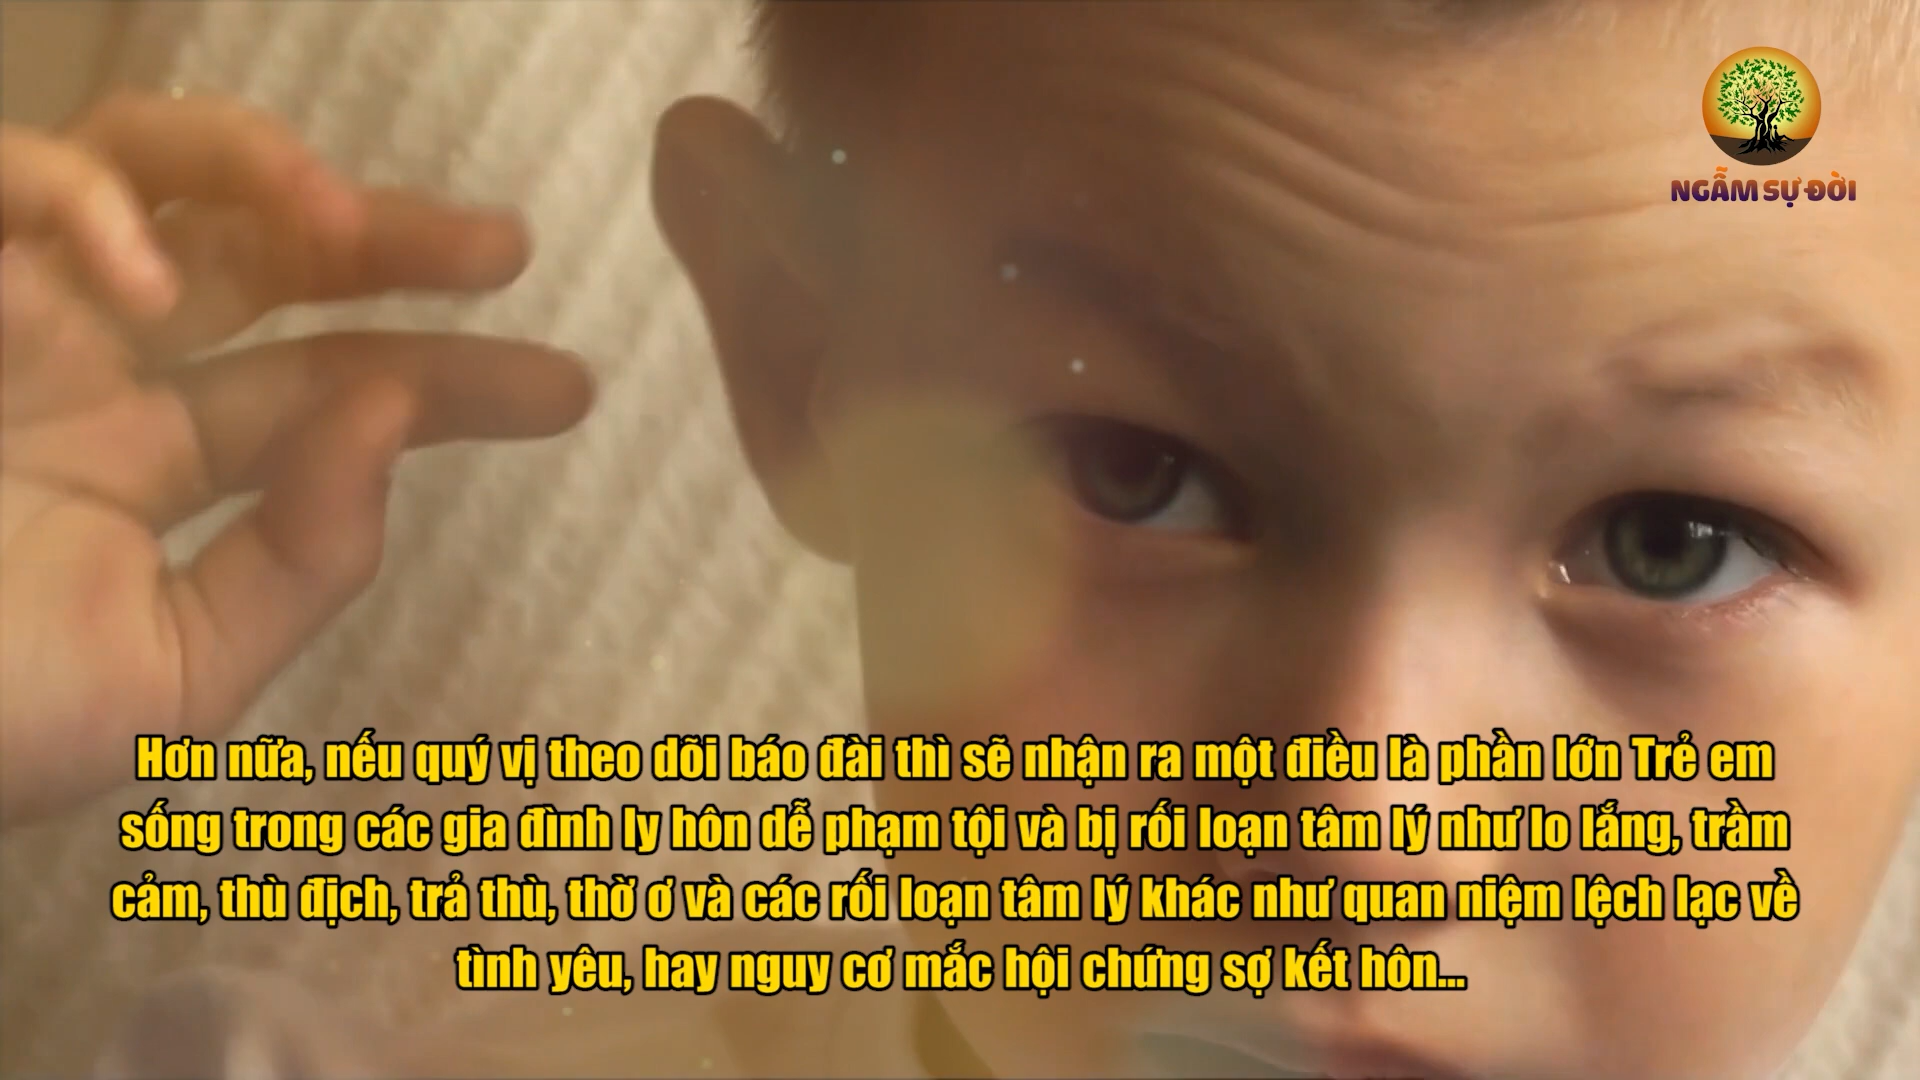 NGẪM SỰ ĐỜI
Hơn nữa, nếu quý vị theo dõi báo đài thì sẽ nhận ra một điều là phần lớn Trẻ em
sống trong các gia đình ly hôn dễ phạm tội và bị rối loạn tâm lý như lo lắng, trầm
cảm, thù địch, trả thù, thờ ơ và các rối loạn tâm lý khác như quan niệm lệch lạc về
tình yêu, hay nguy cơ mắc hội chứng sợ kết hôn...